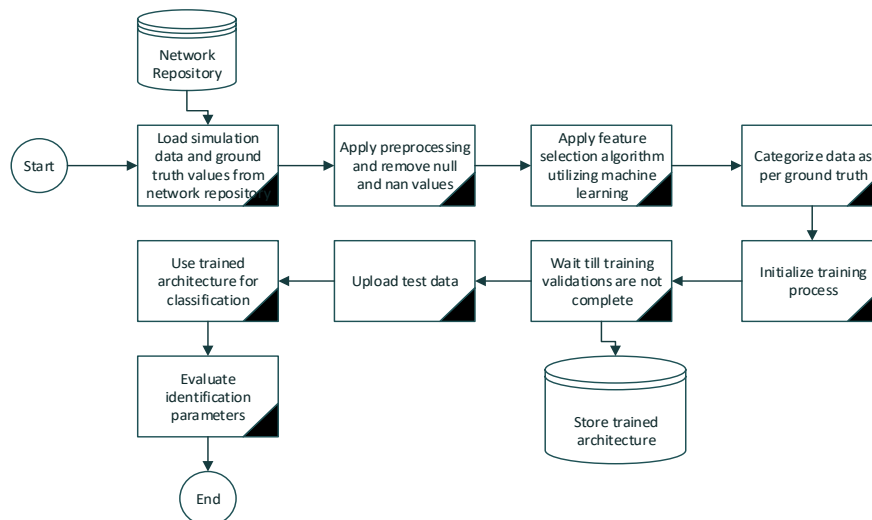 Network
Repository
Start
Load simulation
data and ground
truth values from
network repository
Apply preprocessing
and remove null
and nan values
Apply feature
selection algorithm
utilizing machine
learning
Categorize data as
per ground truth
Use trained
architecture for
classification
Upload test data
Wait till training
validations are not
complete
Initialize training
process
Evaluate
identification
parameters
Store trained
architecture
End